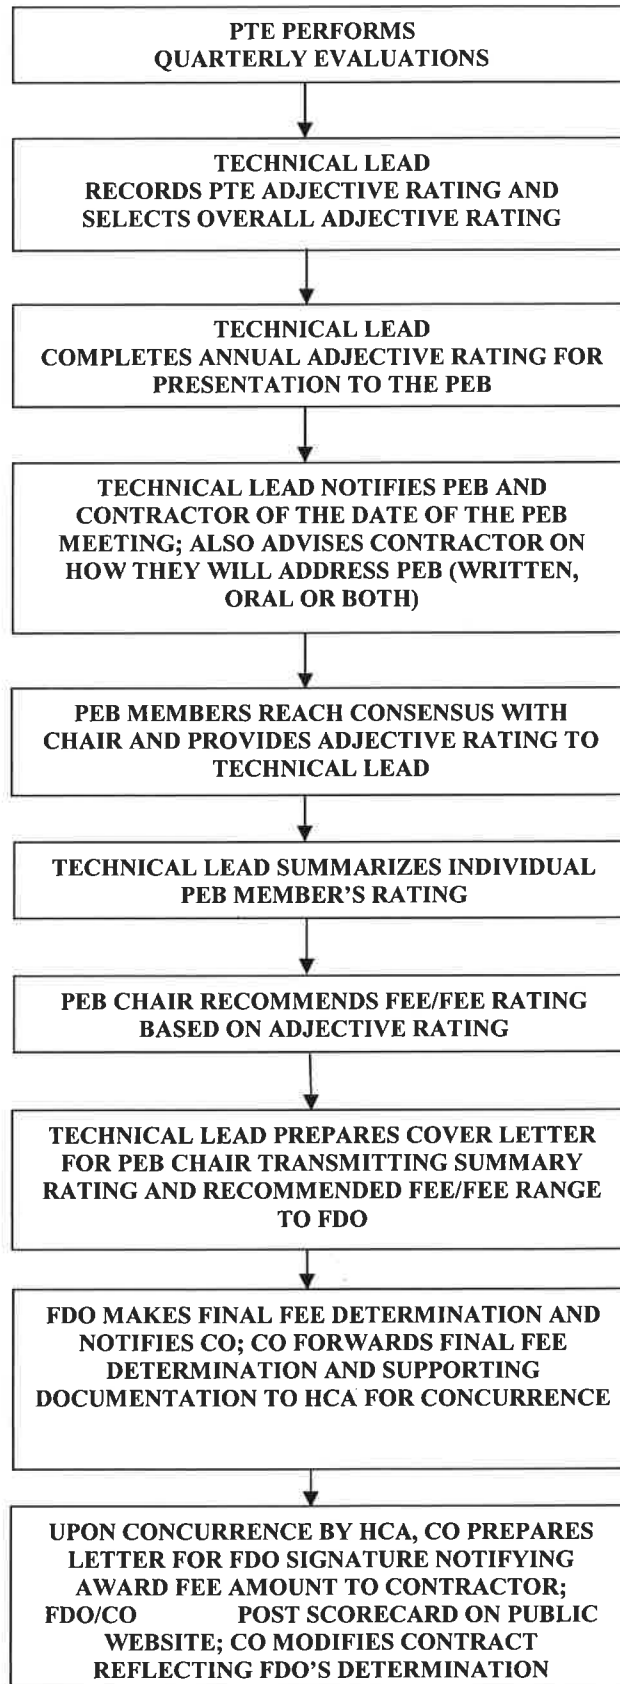 PTE PERFORMS
QUARTERLY EVALUATIONS
TECHNICAL LEAD
RECORDS PTE ADJECTIVE RATING AND
SELECTS OVERALL ADJECTIVE RATING
TECHNICAL LEAD
COMPLETES ANNUAL ADJECTIVE RATING FOR
PRESENTATION TO THE PEB
TECHNICAL LEAD NOTIFIES PEB AND
CONTRACTOR OF THE DATE OF THE PEB
MEETING; ALSO ADVISES CONTRACTOR ON
HOW THEY WILL ADDRESS PEB (WRITTEN,
ORAL OR BOTH)
PEB MEMBERS REACH CONSENSUS WITH
CHAIR AND PROVIDES ADJECTIVE RATING TO
TECHNICAL LEAD
TECHNICAL LEAD SUMMARIZES INDIVIDUAL
PEB MEMBER’S RATING
PEB CHAIR RECOMMENDS FEE/FEE RATING
BASED ON ADJECTIVE RATING
TECHNICAL LEAD PREPARES COVER LETTER
FOR PEB CHAIR TRANSMITTING SUMMARY
RATING AND RECOMMENDED FEE/FEE RANGE
TO FDO
FDO MAKES FINAL FEE DETERMINATION AND
NOTIFIES CO; CO FORWARDS FINAL FEE
DETERMINATION AND SUPPORTING
DOCUMENTATION TO HCA FOR CONCURRENCE
UPON CONCURRENCE BY HCA, CO PREPARES
LETTER FOR FDO SIGNATURE NOTIFYING
AWARD FEE AMOUNT TO CONTRACTOR;
FDO/CO POST SCORECARD ON PUBLIC
WEBSITE; CO MODIFIES CONTRACT
REFLECTING FDO’S DETERMINATION